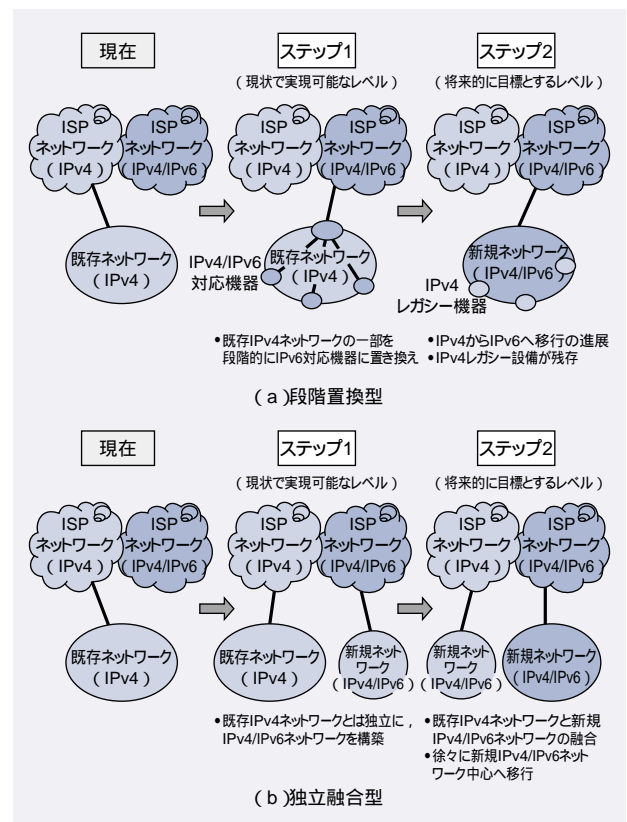 現在
ステップ1
ステップ2
(現状で実現可能なレベル)
(将来的に目標とするレベル)
ISP
ネットワーク
(IPv4)
ISP
ネットワーク
(IPv4/IPv6)
ISP
ネットワーク
(IPv4)
ISP
ネットワーク
(IPv4/IPv6)
ISP
ネットワーク
(IPv4)
ISP
ネットワーク
(IPv4/IPv6)
既存ネットワーク
(IPv4)
IPv4/IPv6
対応機器
既存ネットワーク
(IPv4)
新規ネットワーク
(IPv4/IPv6)
IPv4
レガシー機器
•既存IPv4ネットワークの一部を
段階的にIPv6対応機器に置き換え
•IPv4からIPv6へ移行の進展
•IPv4レガシー設備が残存
(a)段階置換型
現在
ステップ1
ステップ2
(現状で実現可能なレベル)
(将来的に目標とするレベル)
ISP
ネットワーク
(IPv4)
ISP
ネットワーク
(IPv4/IPv6)
ISP
ネットワーク
(IPv4)
ISP
ネットワーク
(IPv4/IPv6)
ISP
ネットワーク
(IPv4)
ISP
ネットワーク
(IPv4/IPv6)
既存ネットワーク
(IPv4)
既存ネットワーク
(IPv4)
新規ネット
ワーク
(IPv4/IPv6)
新規ネット
ワーク
(IPv4/IPv6)
新規ネットワーク
(IPv4/IPv6)
•既存IPv4ネットワークとは独立に,
IPv4/IPv6ネットワークを構築
•既存IPv4ネットワークと新規
IPv4/IPv6ネットワークの融合
•徐々に新規IPv4/IPv6ネット
ワーク中心へ移行
(b)独立融合型